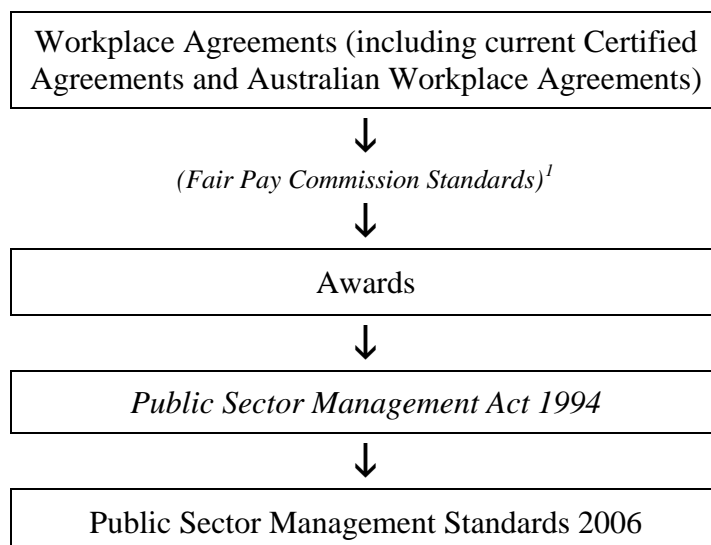 Workplace Agreements (including current Certified
Agreements and Australian Workplace Agreements)
(Fair Pay Commission Standards)¹
Awards
Public Sector Management Act 1994
Public Sector Management Standards 2006